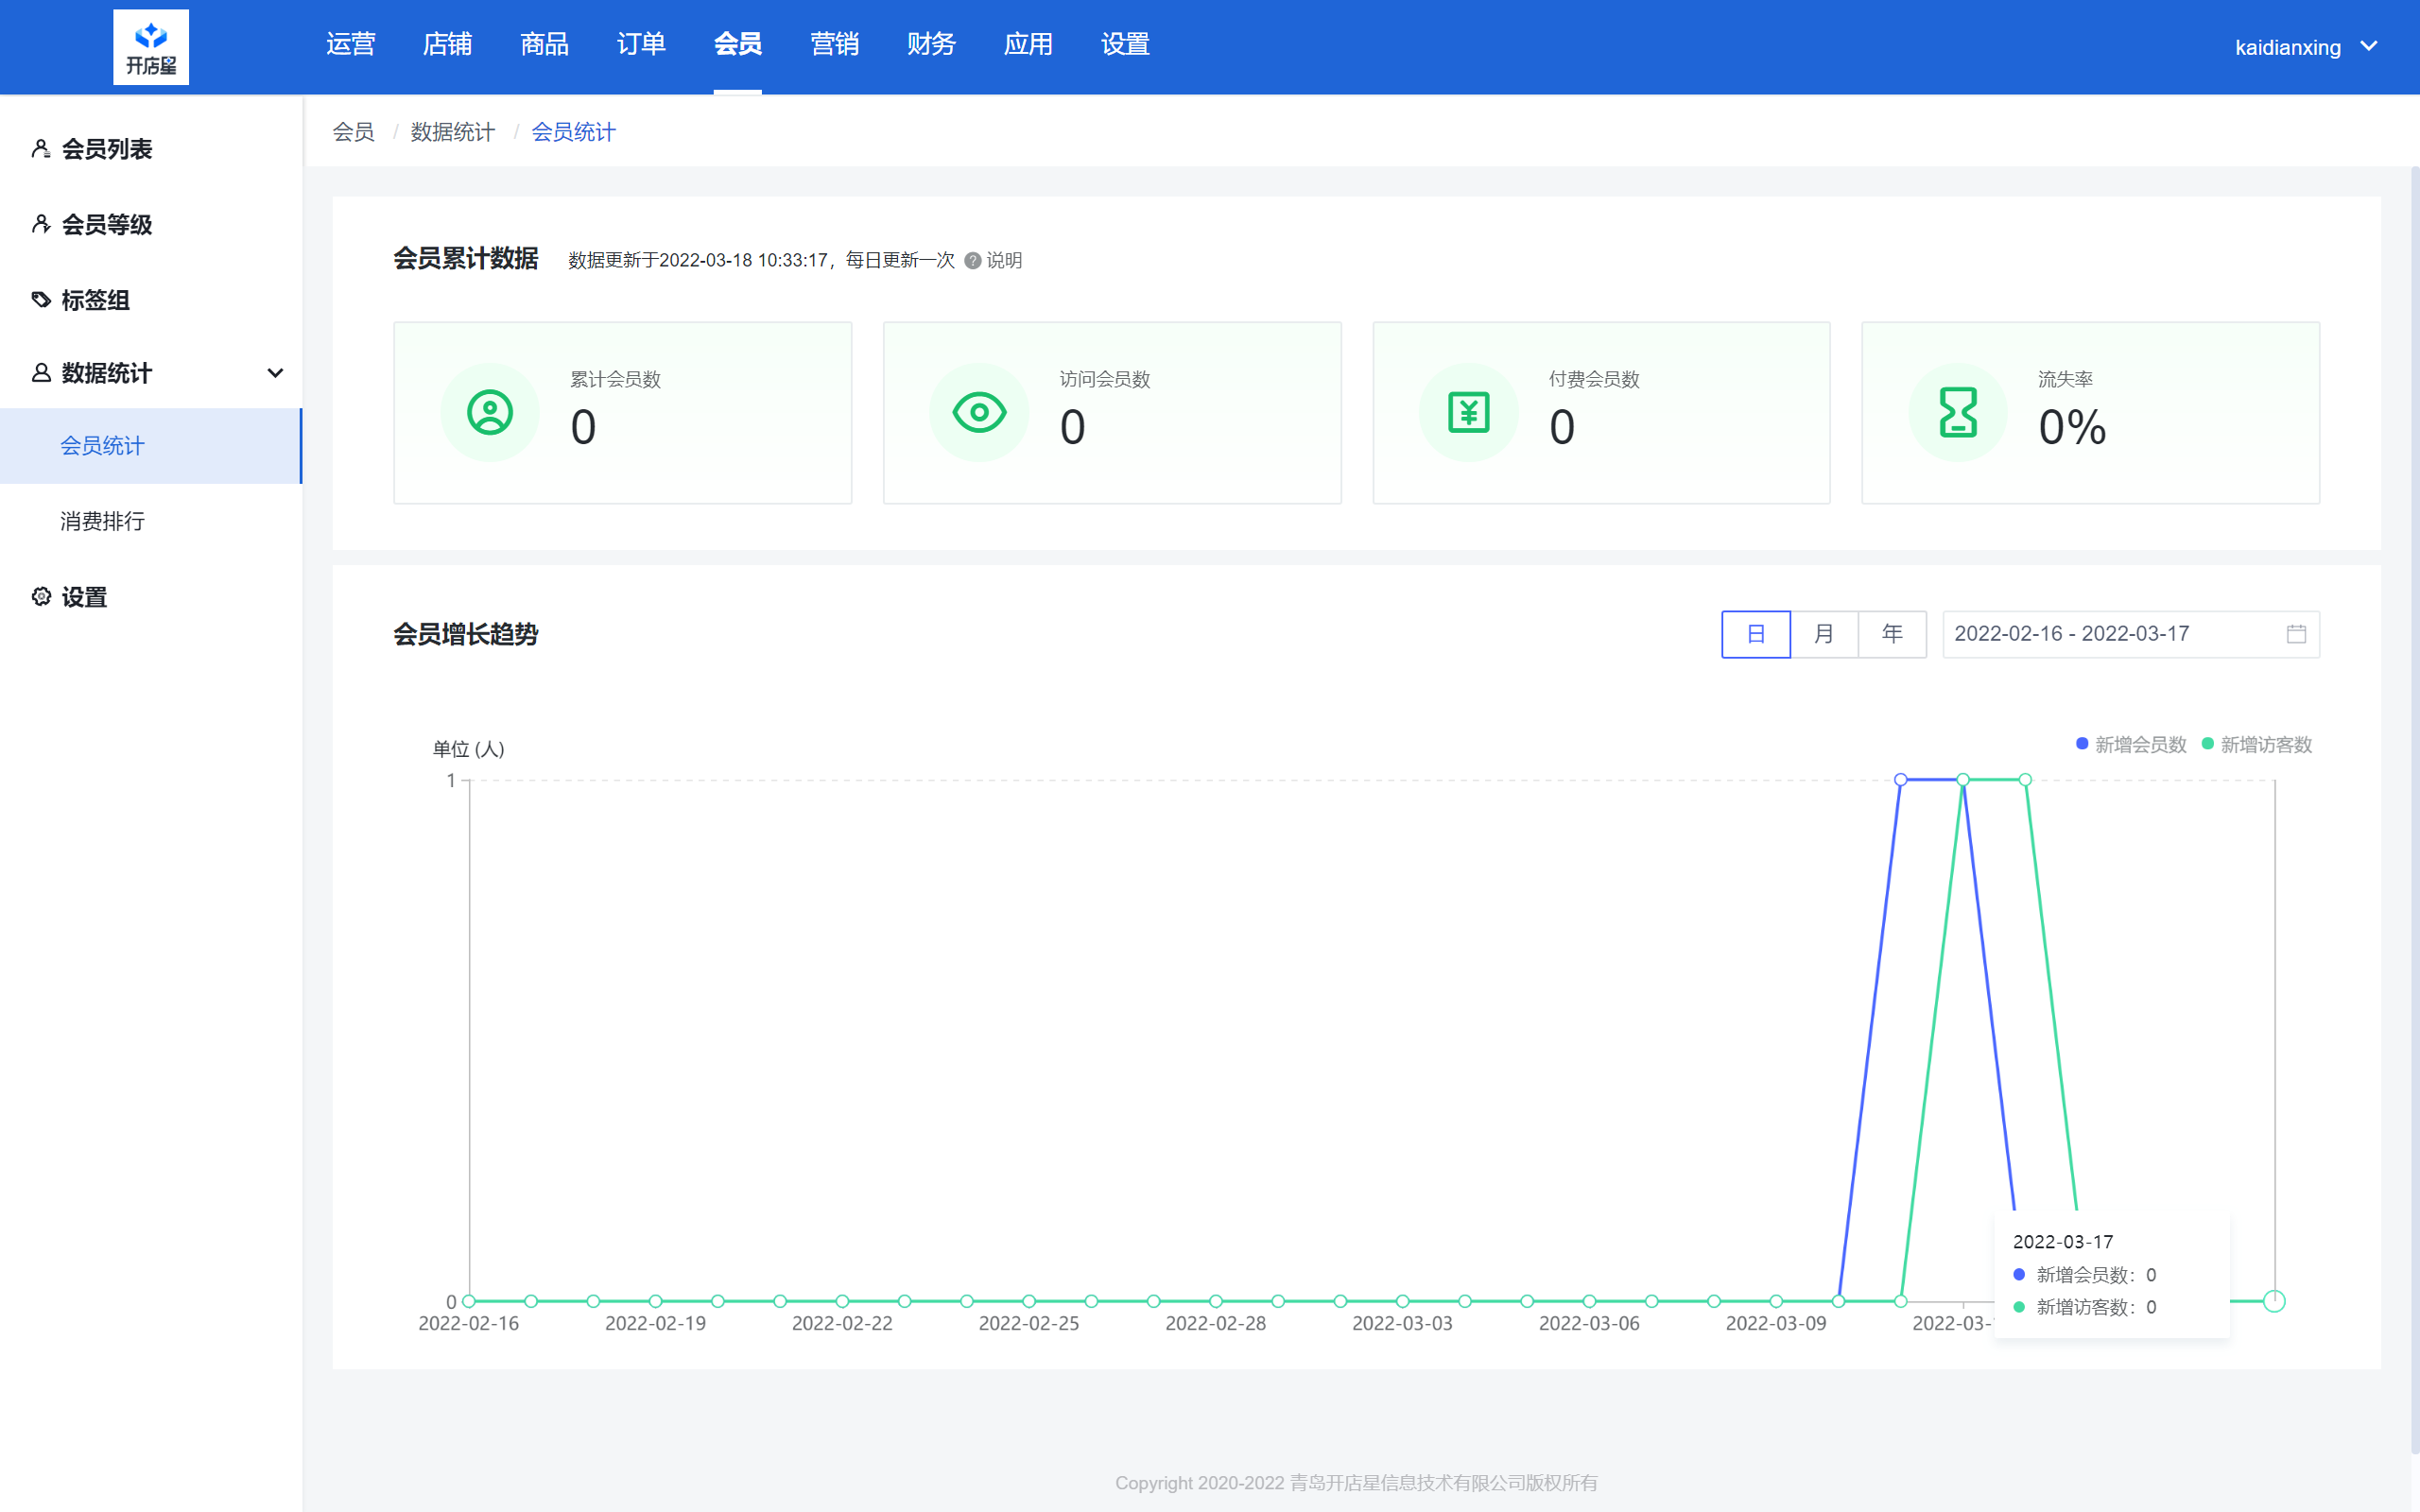 开店星
运营 店铺 商品 订单 会员 营销 财务 应用 设置
kaidianxing
会员 / 数据统计 / 会员统计
会员列表
会员等级
标签组
数据统计
会员统计
消费排行
设置
会员累计数据 数据更新于2022-03-18 10:33:17，每日更新一次 ? 说明
累计会员数
0
访问会员数
0
付费会员数
0
流失率
0%
会员增长趋势
日 月 年 2022-02-16 - 2022-03-17
单位 (人)
新增会员数 新增访客数
1
0
2022-02-16 2022-02-19 2022-02-22 2022-02-25 2022-02-28 2022-03-03 2022-03-06 2022-03-09 2022-03-
2022-03-17
新增会员数：0
新增访客数：0
Copyright 2020-2022 青岛开店星信息技术有限公司版权所有